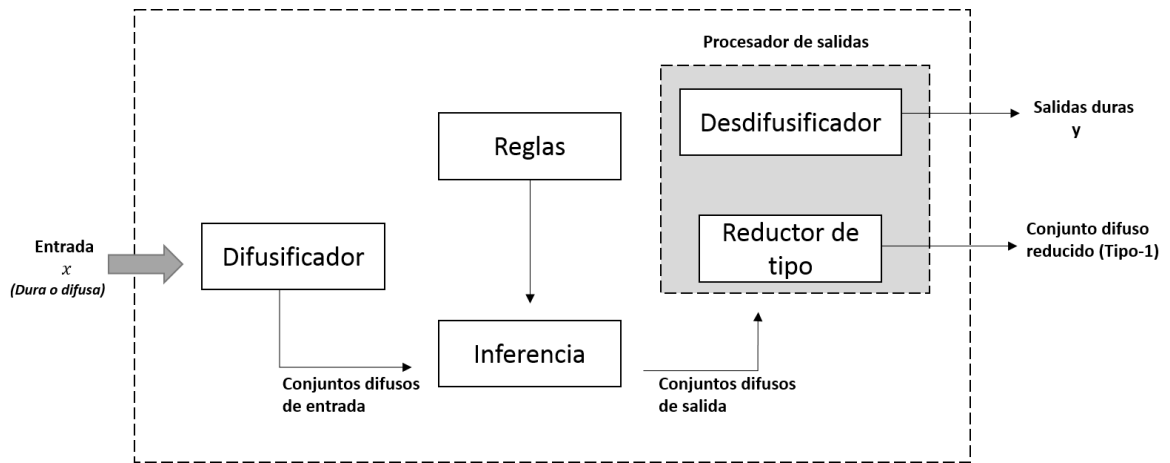 Procesador de salidas
Desdifusificador
Salidas duras
y
Reglas
Entrada
x
(Dura o difusa)
Difusificador
Reductor de
tipo
Conjunto difuso
reducido (Tipo-1)
Inferencia
Conjuntos difusos
de entrada
Conjuntos difusos
de salida